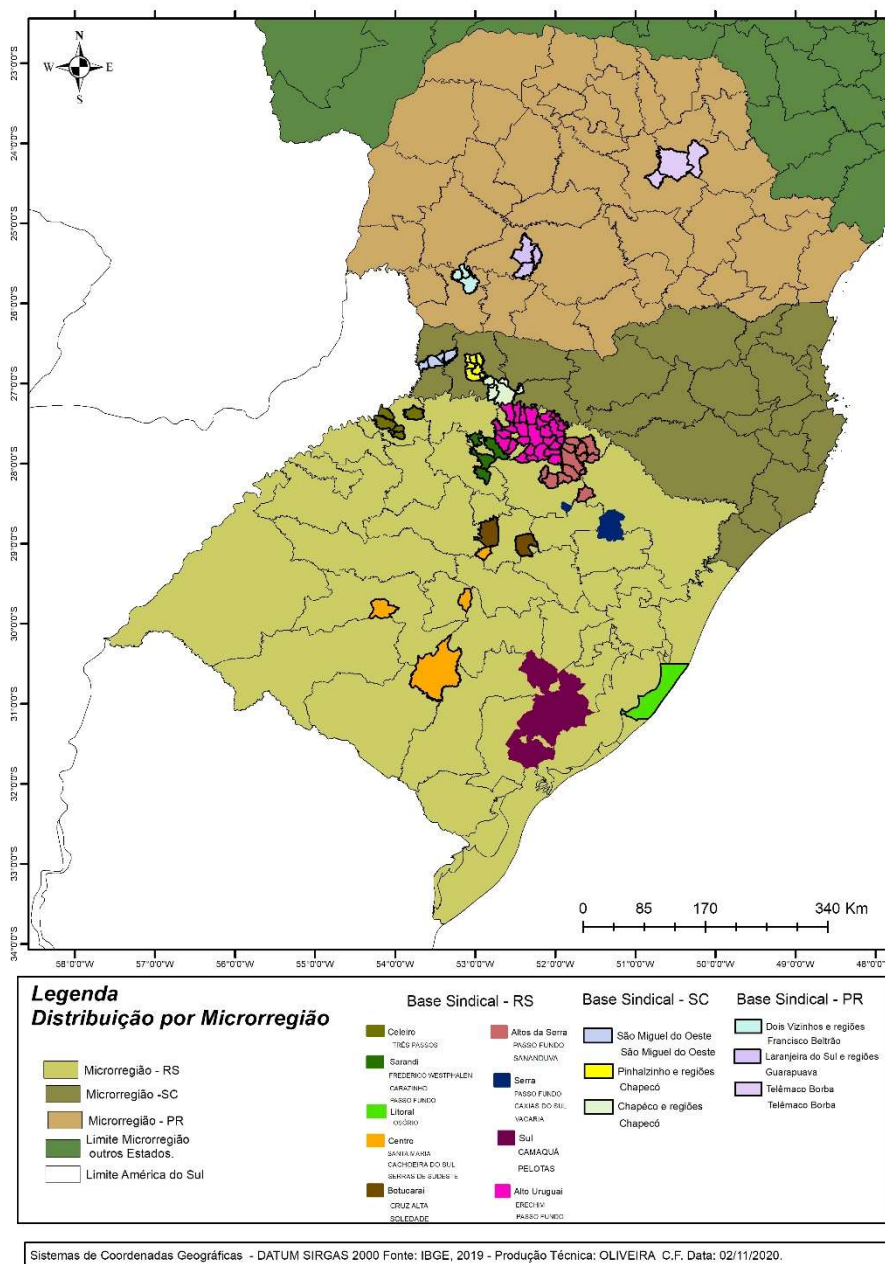 N
W E
S
23°0'0"S
24°0'0"S
25°0'0"S
26°0'0"S
27°0'0"S
28°0'0"S
29°0'0"S
30°0'0"S
31°0'0"S
32°0'0"S
33°0'0"S
34°0'0"S
0 85 170 340 Km
58°0'0"W 57°0'0"W 56°0'0"W 55°0'0"W 54°0'0"W 53°0'0"W 52°0'0"W 51°0'0"W 50°0'0"W 49°0'0"W
Legenda
Distribuição por Microrregião
Microrregião - RS
Microrregião -SC
Microrregião - PR
Limite Microrregião
outros Estados.
Limite América do Sul
Base Sindical - RS
Celeiro
TRÊS PASSOS
Sarandi
FREDERICO WESTPHALEN
CARAZINHO
PASSO FUNDO
Litoral
OSÓRIO
Centro
SANTA MARIA
CACHOEIRA DO SUL
SERRAS DE SUDESTE
Botucarai
CRUZ ALTA
SOLEDADE
Altos da Serra
PASSO FUNDO
SANANDUVA
Serra
PASSO FUNDO
CAXIAS DO SUL
VACARIA
Sul
CAMAQUÃ
PELOTAS
Alto Uruguai
ERECHIM
PASSO FUNDO
Base Sindical - SC
São Miguel do Oeste
São Miguel do Oeste
Pinhalzinho e regiões
Chapecó
Chapéco e regiões
Chapecó
Base Sindical - PR
Dois Vizinhos e regiões
Francisco Beltrão
Laranjeira do Sul e regiões
Guarapuava
Telêmaco Borba
Telêmaco Borba
Sistemas de Coordenadas Geográficas - DATUM SIRGAS 2000 Fonte: IBGE, 2019 - Produção Técnica: OLIVEIRA C.F. Data: 02/11/2020.